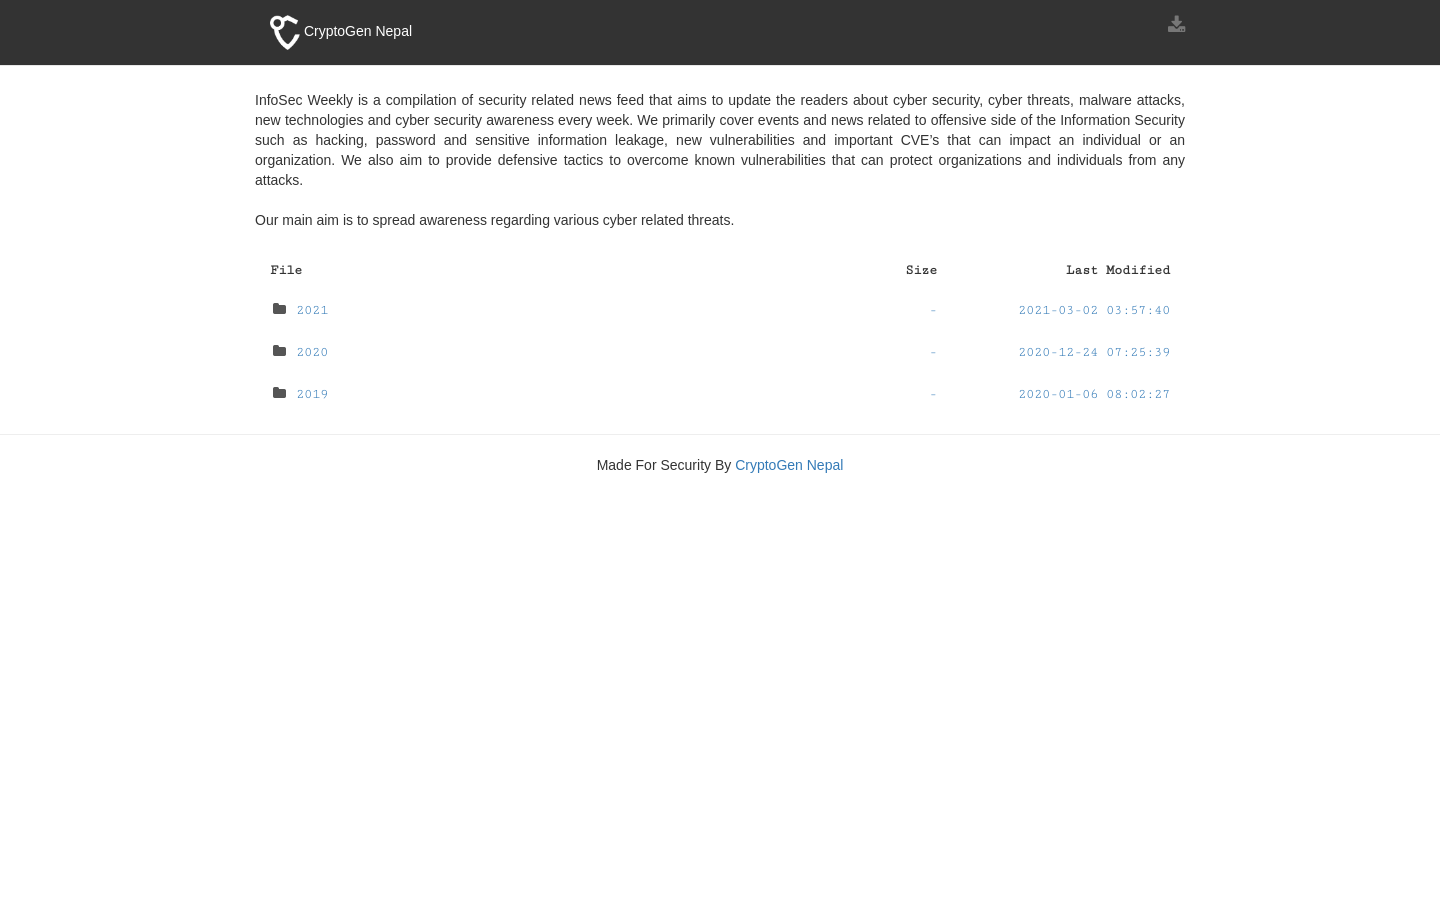 CryptoGen Nepal
InfoSec Weekly is a compilation of security related news feed that aims to update the readers about cyber security, cyber threats, malware attacks,
new technologies and cyber security awareness every week. We primarily cover events and news related to offensive side of the Information Security
such as hacking, password and sensitive information leakage, new vulnerabilities and important CVE’s that can impact an individual or an
organization. We also aim to provide defensive tactics to overcome known vulnerabilities that can protect organizations and individuals from any
attacks.
Our main aim is to spread awareness regarding various cyber related threats.
File Size Last Modified
2021 - 2021-03-02 03:57:40
2020 - 2020-12-24 07:25:39
2019 - 2020-01-06 08:02:27
Made For Security By CryptoGen Nepal